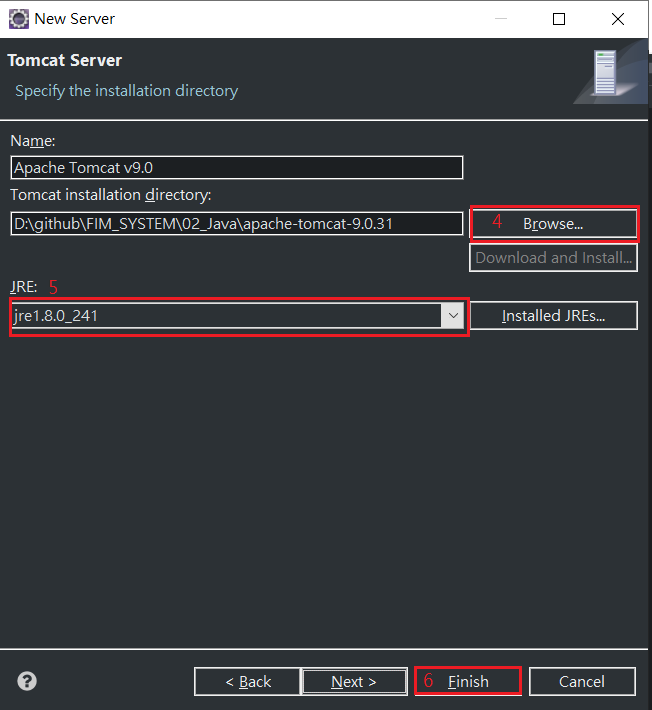 New Server
Tomcat Server
Specify the installation directory
Name:
Apache Tomcat v9.0
Tomcat installation directory:
D:\github\FIM_SYSTEM\02_Java\apache-tomcat-9.0.31
4 Browse...
Download and Install...
JRE: 5
jre1.8.0_241
Installed JREs...
?
< Back
Next >
6 Finish
Cancel